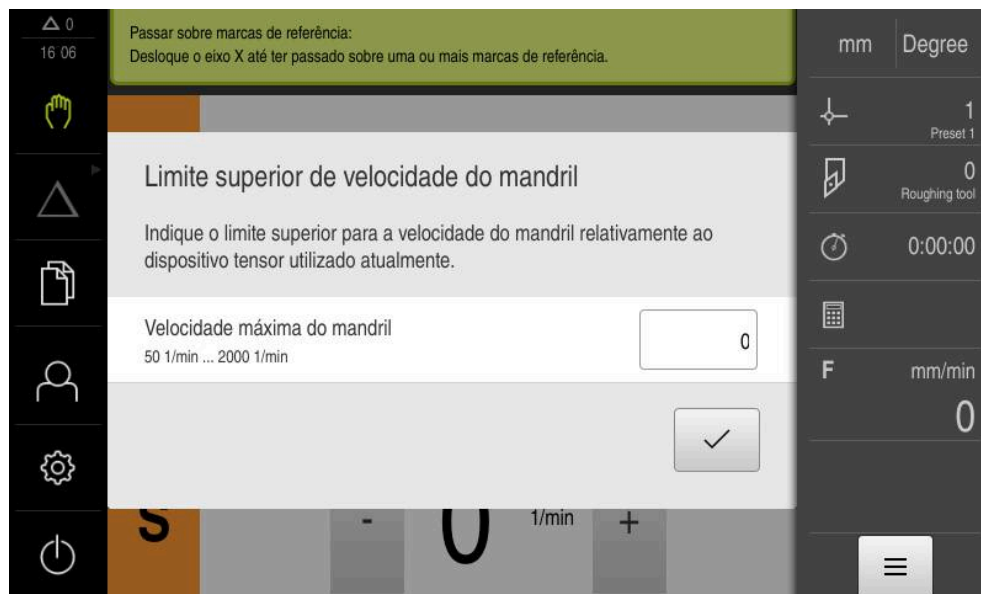 0
16 06
Passar sobre marcas de referência:
Desloque o eixo X até ter passado sobre uma ou mais marcas de referência.
mm Degree
1
Preset 1
0
Roughing tool
0:00:00
F mm/min
0
Limite superior de velocidade do mandril
Indique o limite superior para a velocidade do mandril relativamente ao
dispositivo tensor utilizado atualmente.
Velocidade máxima do mandril
50 1/min ... 2000 1/min
0
S - 0 1/min +